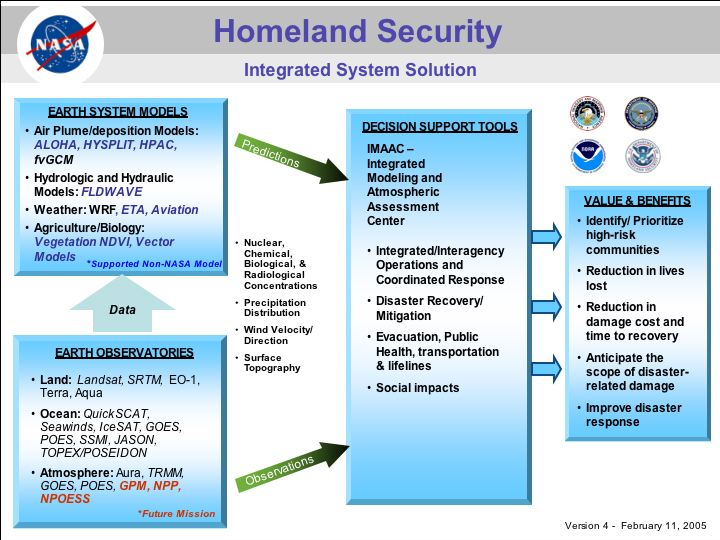 NASA
Homeland Security
Integrated System Solution
EARTH SYSTEM MODELS
• Air Plume/deposition Models:
ALOHA, HYSPLIT, HPAC,
fvGCM
• Hydrologic and Hydraulic
Models: FLDWAVE
• Weather: WRF, ETA, Aviation
• Agriculture/Biology:
Vegetation NDVI, Vector
Models
*Supported Non-NASA Model
Data
EARTH OBSERVATORIES
• Land: Landsat, SRTM, EO-1,
Terra, Aqua
• Ocean: QuickSCAT,
Seawinds, IceSAT, GOES,
POES, SSMI, JASON,
TOPEX/POSEIDON
• Atmosphere: Aura, TRMM,
GOES, POES, GPM, NPP,
NPOESS
*Future Mission
Predictions
• Nuclear,
Chemical,
Biological, &
Radiological
Concentrations
• Precipitation
Distribution
• Wind Velocity/
Direction
• Surface
Topography
Observations
DECISION SUPPORT TOOLS
IMAAC –
Integrated
Modeling and
Atmospheric
Assessment
Center
• Integrated/Interagency
Operations and
Coordinated Response
• Disaster Recovery/
Mitigation
• Evacuation, Public
Health, transportation
& lifelines
• Social impacts
NOAA
VALUE & BENEFITS
• Identify/ Prioritize
high-risk
communities
• Reduction in lives
lost
• Reduction in
damage cost and
time to recovery
• Anticipate the
scope of disaster-
related damage
• Improve disaster
response
Version 4 - February 11, 2005